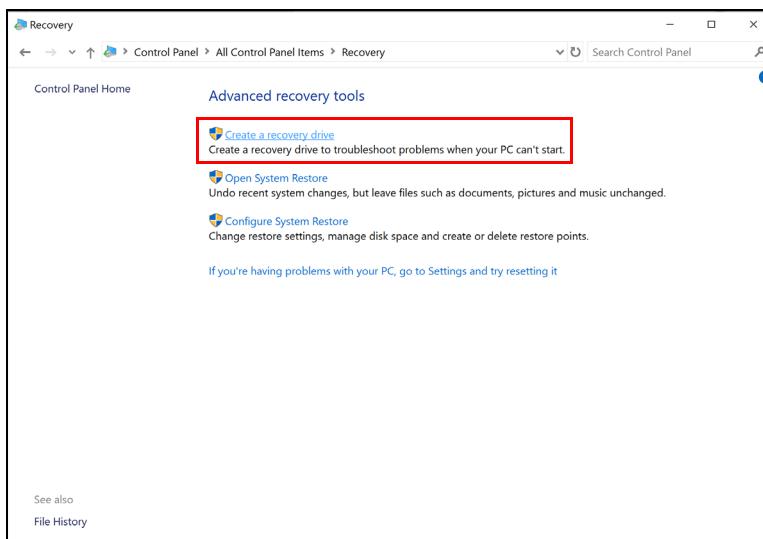 Recovery
Control Panel > All Control Panel Items > Recovery
Search Control Panel
Control Panel Home
Advanced recovery tools
Create a recovery drive
Create a recovery drive to troubleshoot problems when your PC can't start.
Open System Restore
Undo recent system changes, but leave files such as documents, pictures and music unchanged.
Configure System Restore
Change restore settings, manage disk space and create or delete restore points.
If you're having problems with your PC, go to Settings and try resetting it
See also
File History